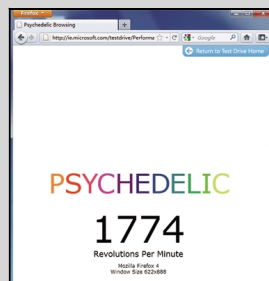 Firefox
Psychedelic Browsing
http://ie.microsoft.com/testdrive/Performa
Google
Return to Test Drive Home
PSYCHEDELIC
1774
Revolutions Per Minute
Mozilla Firefox 4
Window Size 622x888